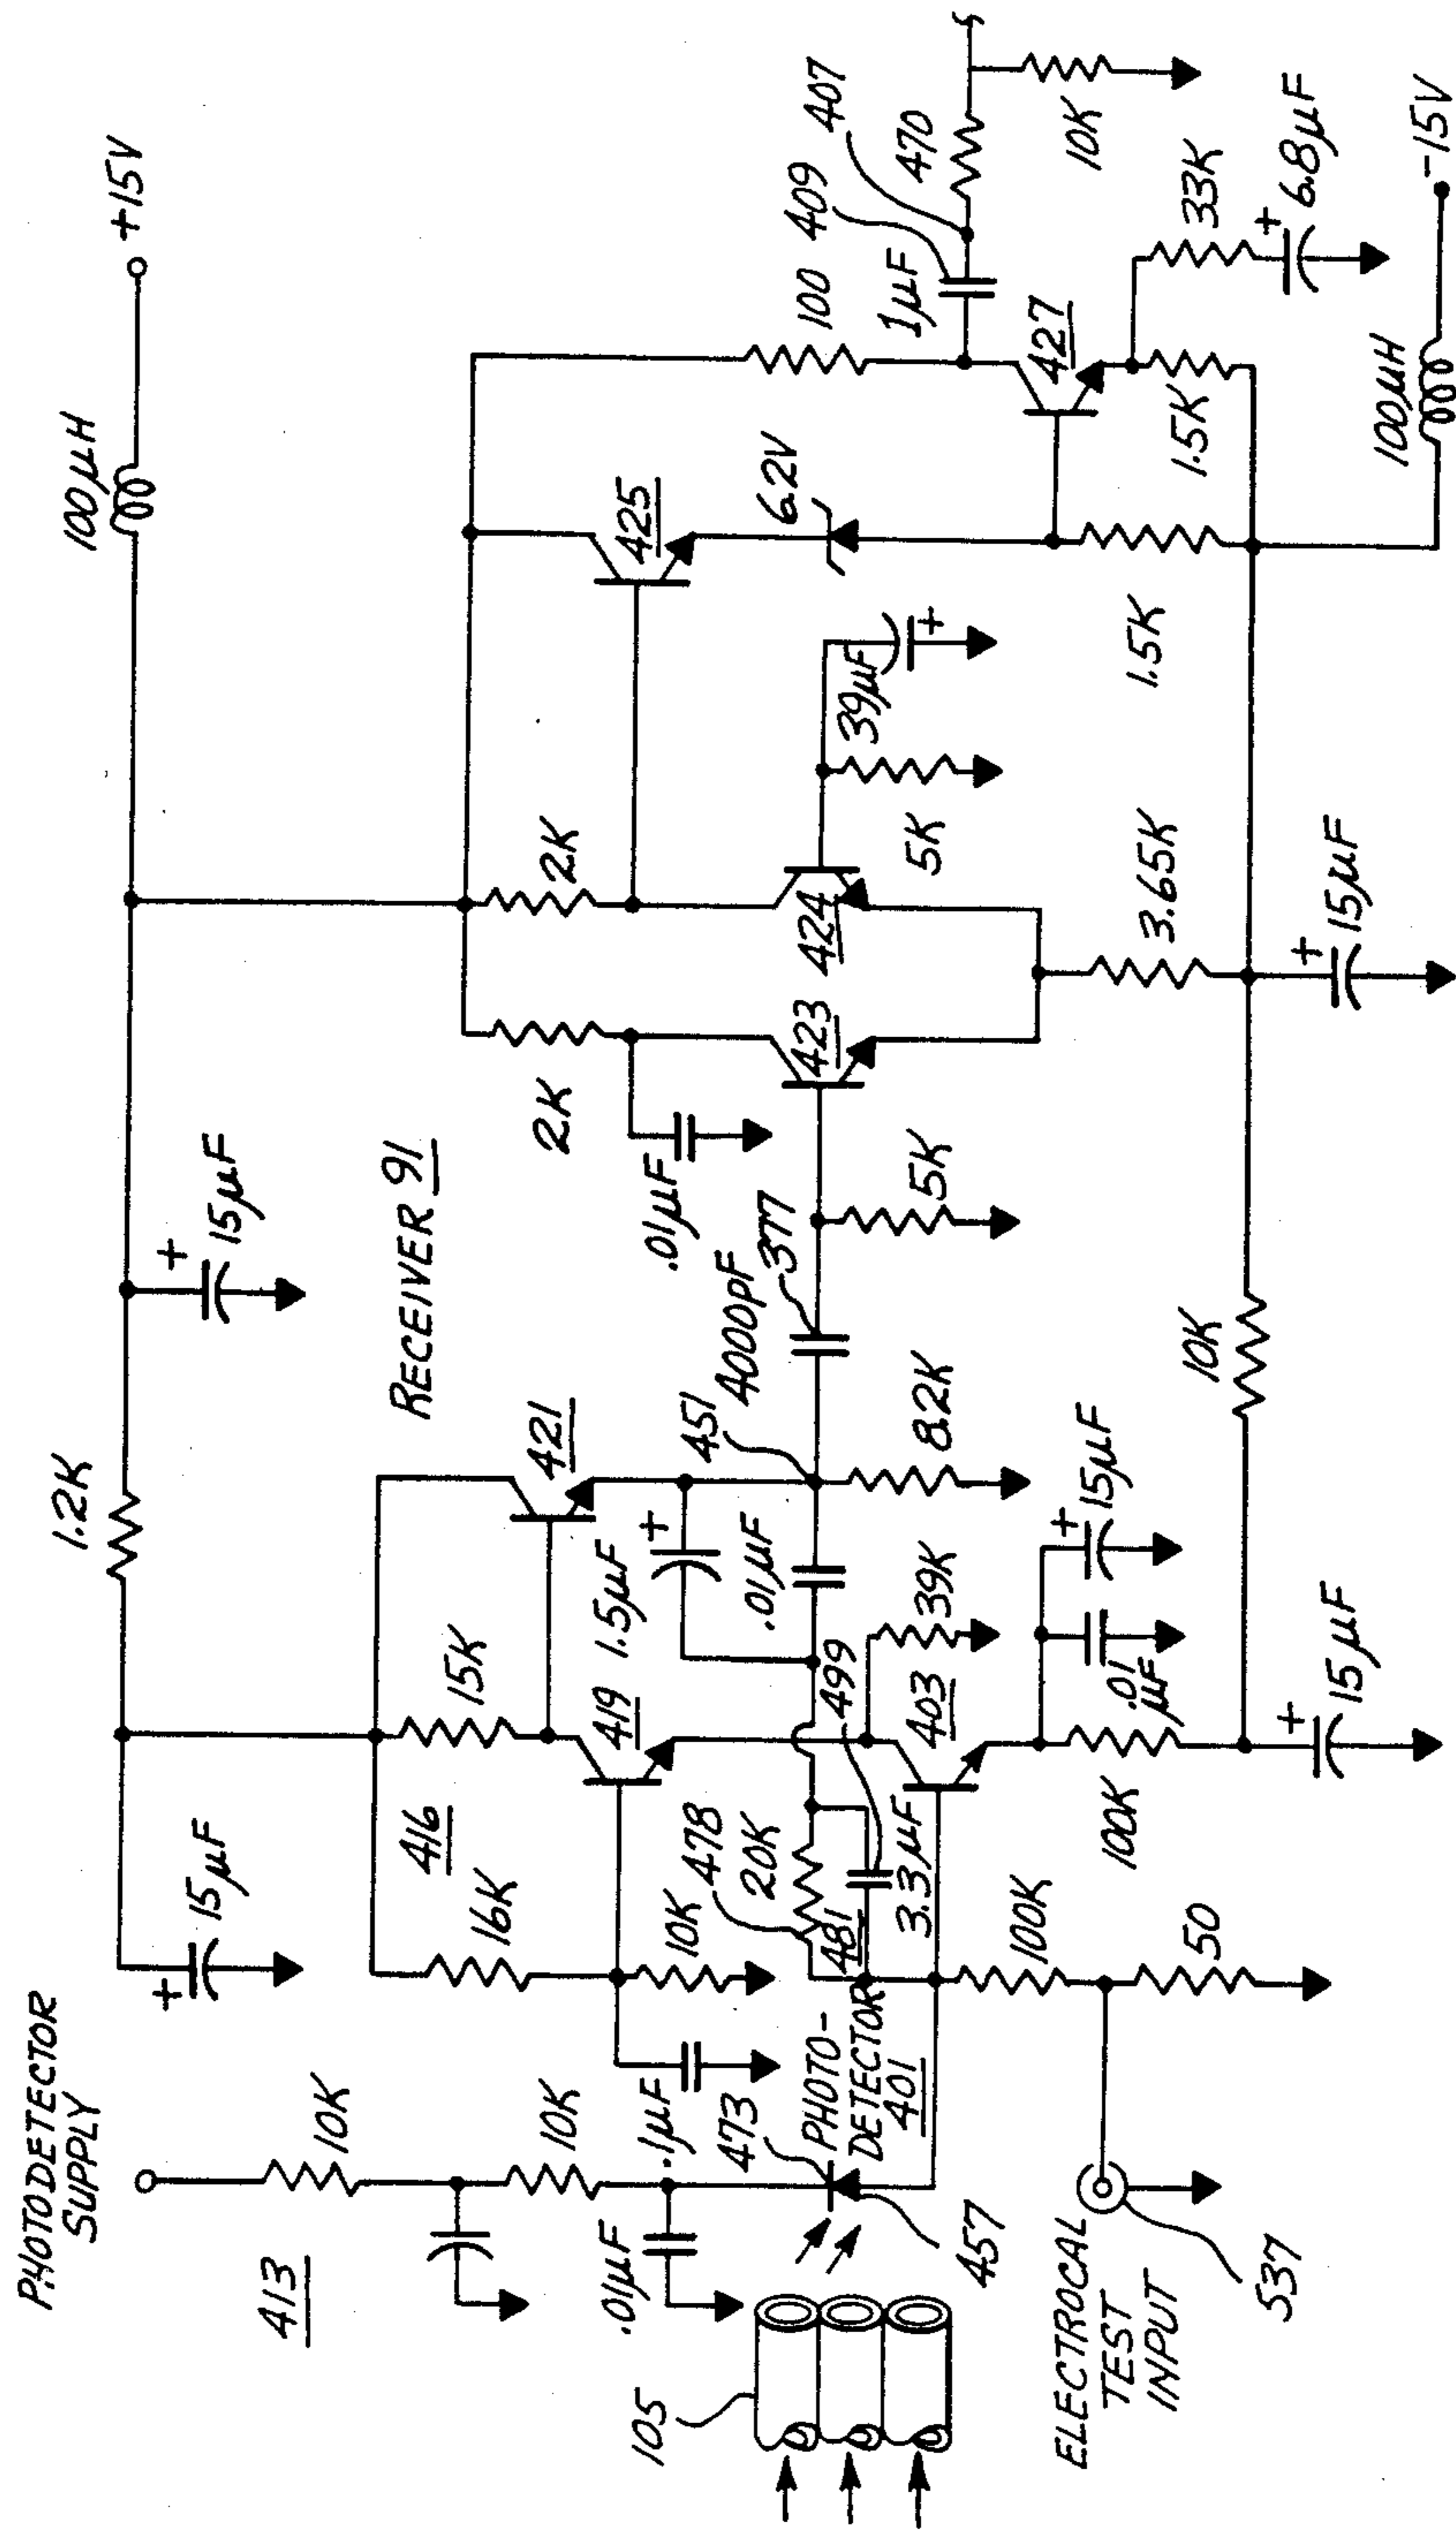 PHOTODETECTOR
SUPPLY
413
10K
10K
.01µF
.1µF
473
PHOTO-
DETECTOR
401
457
105
ELECTROCAL
TEST
INPUT
537
+
15µF
16K
416
10K
478
20K
481
3.3µF
499
100K
50
15K
419
1.5µF
+
.01µF
421
451
82K
39K
403
100K
.01
µF
+
15µF
+
15µF
1.2K
+
15µF
RECEIVER 91
4000pF
377
5K
10K
2K
.01µF
423
2K
424
5K
39µF
+
3.65K
+
15µF
100µH
+15V
425
6.2V
1.5K
427
1.5K
100
1µF
409
407
470
10K
33K
+
6.8µF
100µH
-15V